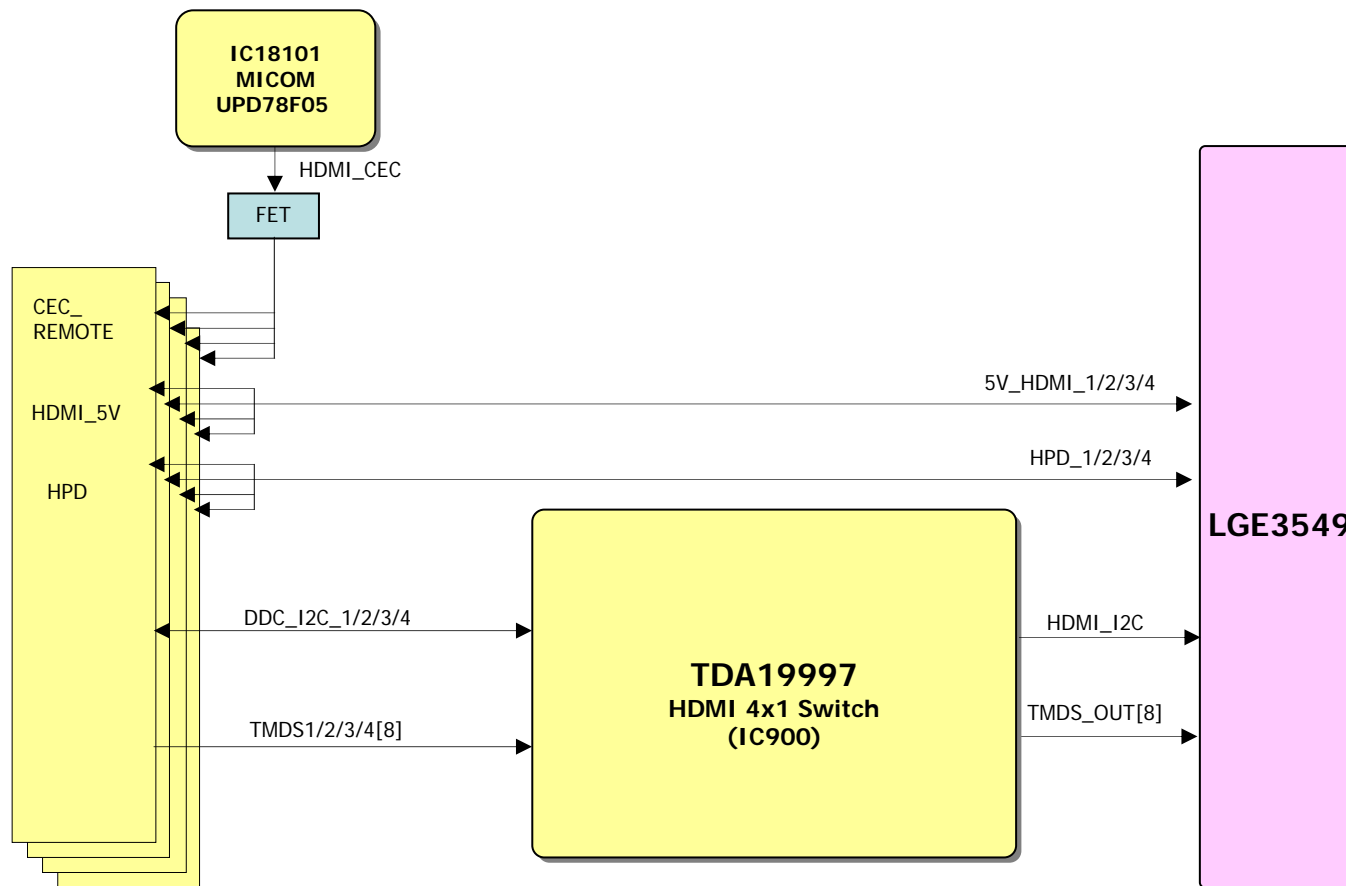 IC18101
MICOM
UPD78F05
HDMI_CEC
FET
CEC_
REMOTE
5V_HDMI_1/2/3/4
HDMI_5V
HPD_1/2/3/4
HPD
LGE3549
DDC_I2C_1/2/3/4
HDMI_I2C
TDA19997
HDMI 4x1 Switch
(IC900)
TMDS1/2/3/4[8]
TMDS_OUT[8]